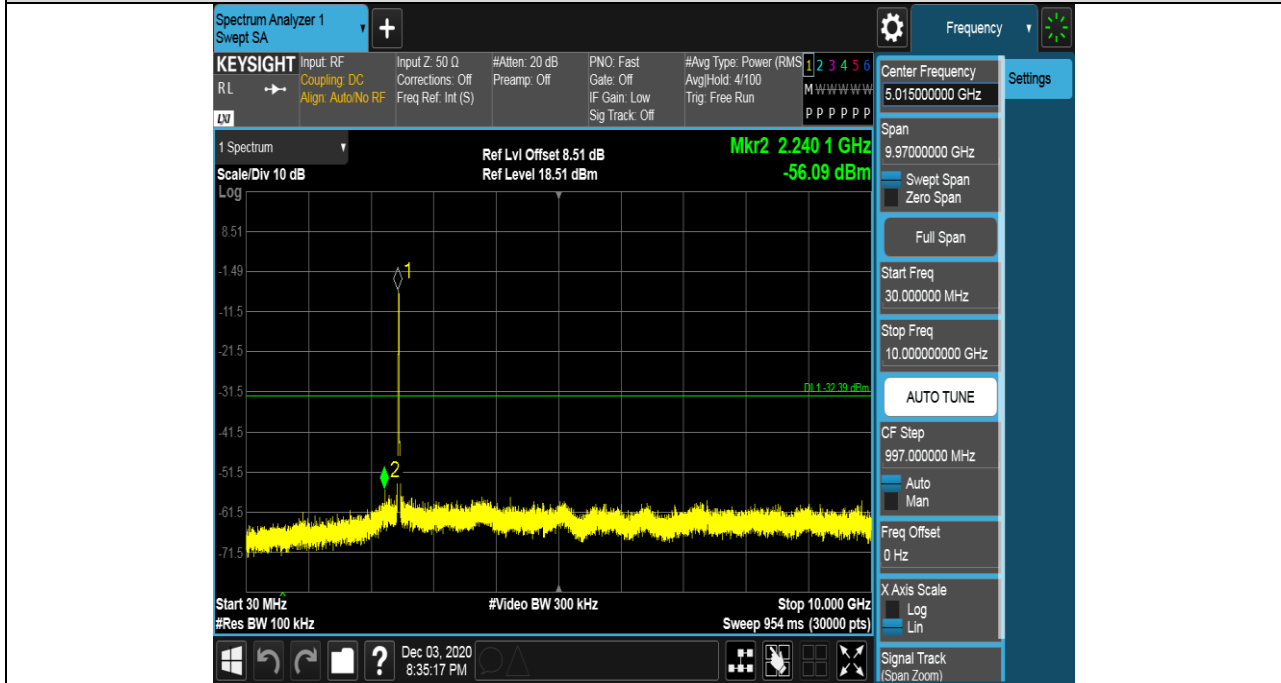 Spectrum Analyzer 1
Swept SA
+
Frequency
KEYSIGHT
RL
LXI
Input: RF
Coupling: DC
Align: Auto/No RF
Input Z: 50 Ω
Corrections: Off
Freq Ref: Int (S)
#Atten: 20 dB
Preamp: Off
PNO: Fast
Gate: Off
IF Gain: Low
Sig Track: Off
#Avg Type: Power (RMS
Avg|Hold: 4/100
Trig: Free Run
1 2 3 4 5 6
M W W W W W
P P P P P P
1 Spectrum
Scale/Div 10 dB
Ref Lvl Offset 8.51 dB
Ref Level 18.51 dBm
Mkr2 2.240 1 GHz
-56.09 dBm
Log
8.51
-1.49
-11.5
-21.5
-31.5
-41.5
-51.5
-61.5
-71.5
1
2
DL1 -32.39 dBm
Start 30 MHz
#Res BW 100 kHz
#Video BW 300 kHz
Stop 10.000 GHz
Sweep 954 ms (30000 pts)
Center Frequency
5.015000000 GHz
Span
9.97000000 GHz
Swept Span
Zero Span
Full Span
Start Freq
30.000000 MHz
Stop Freq
10.000000000 GHz
AUTO TUNE
CF Step
997.000000 MHz
Auto
Man
Freq Offset
0 Hz
X Axis Scale
Log
Lin
Signal Track
(Span Zoom)
Settings
?
Dec 03, 2020
8:35:17 PM